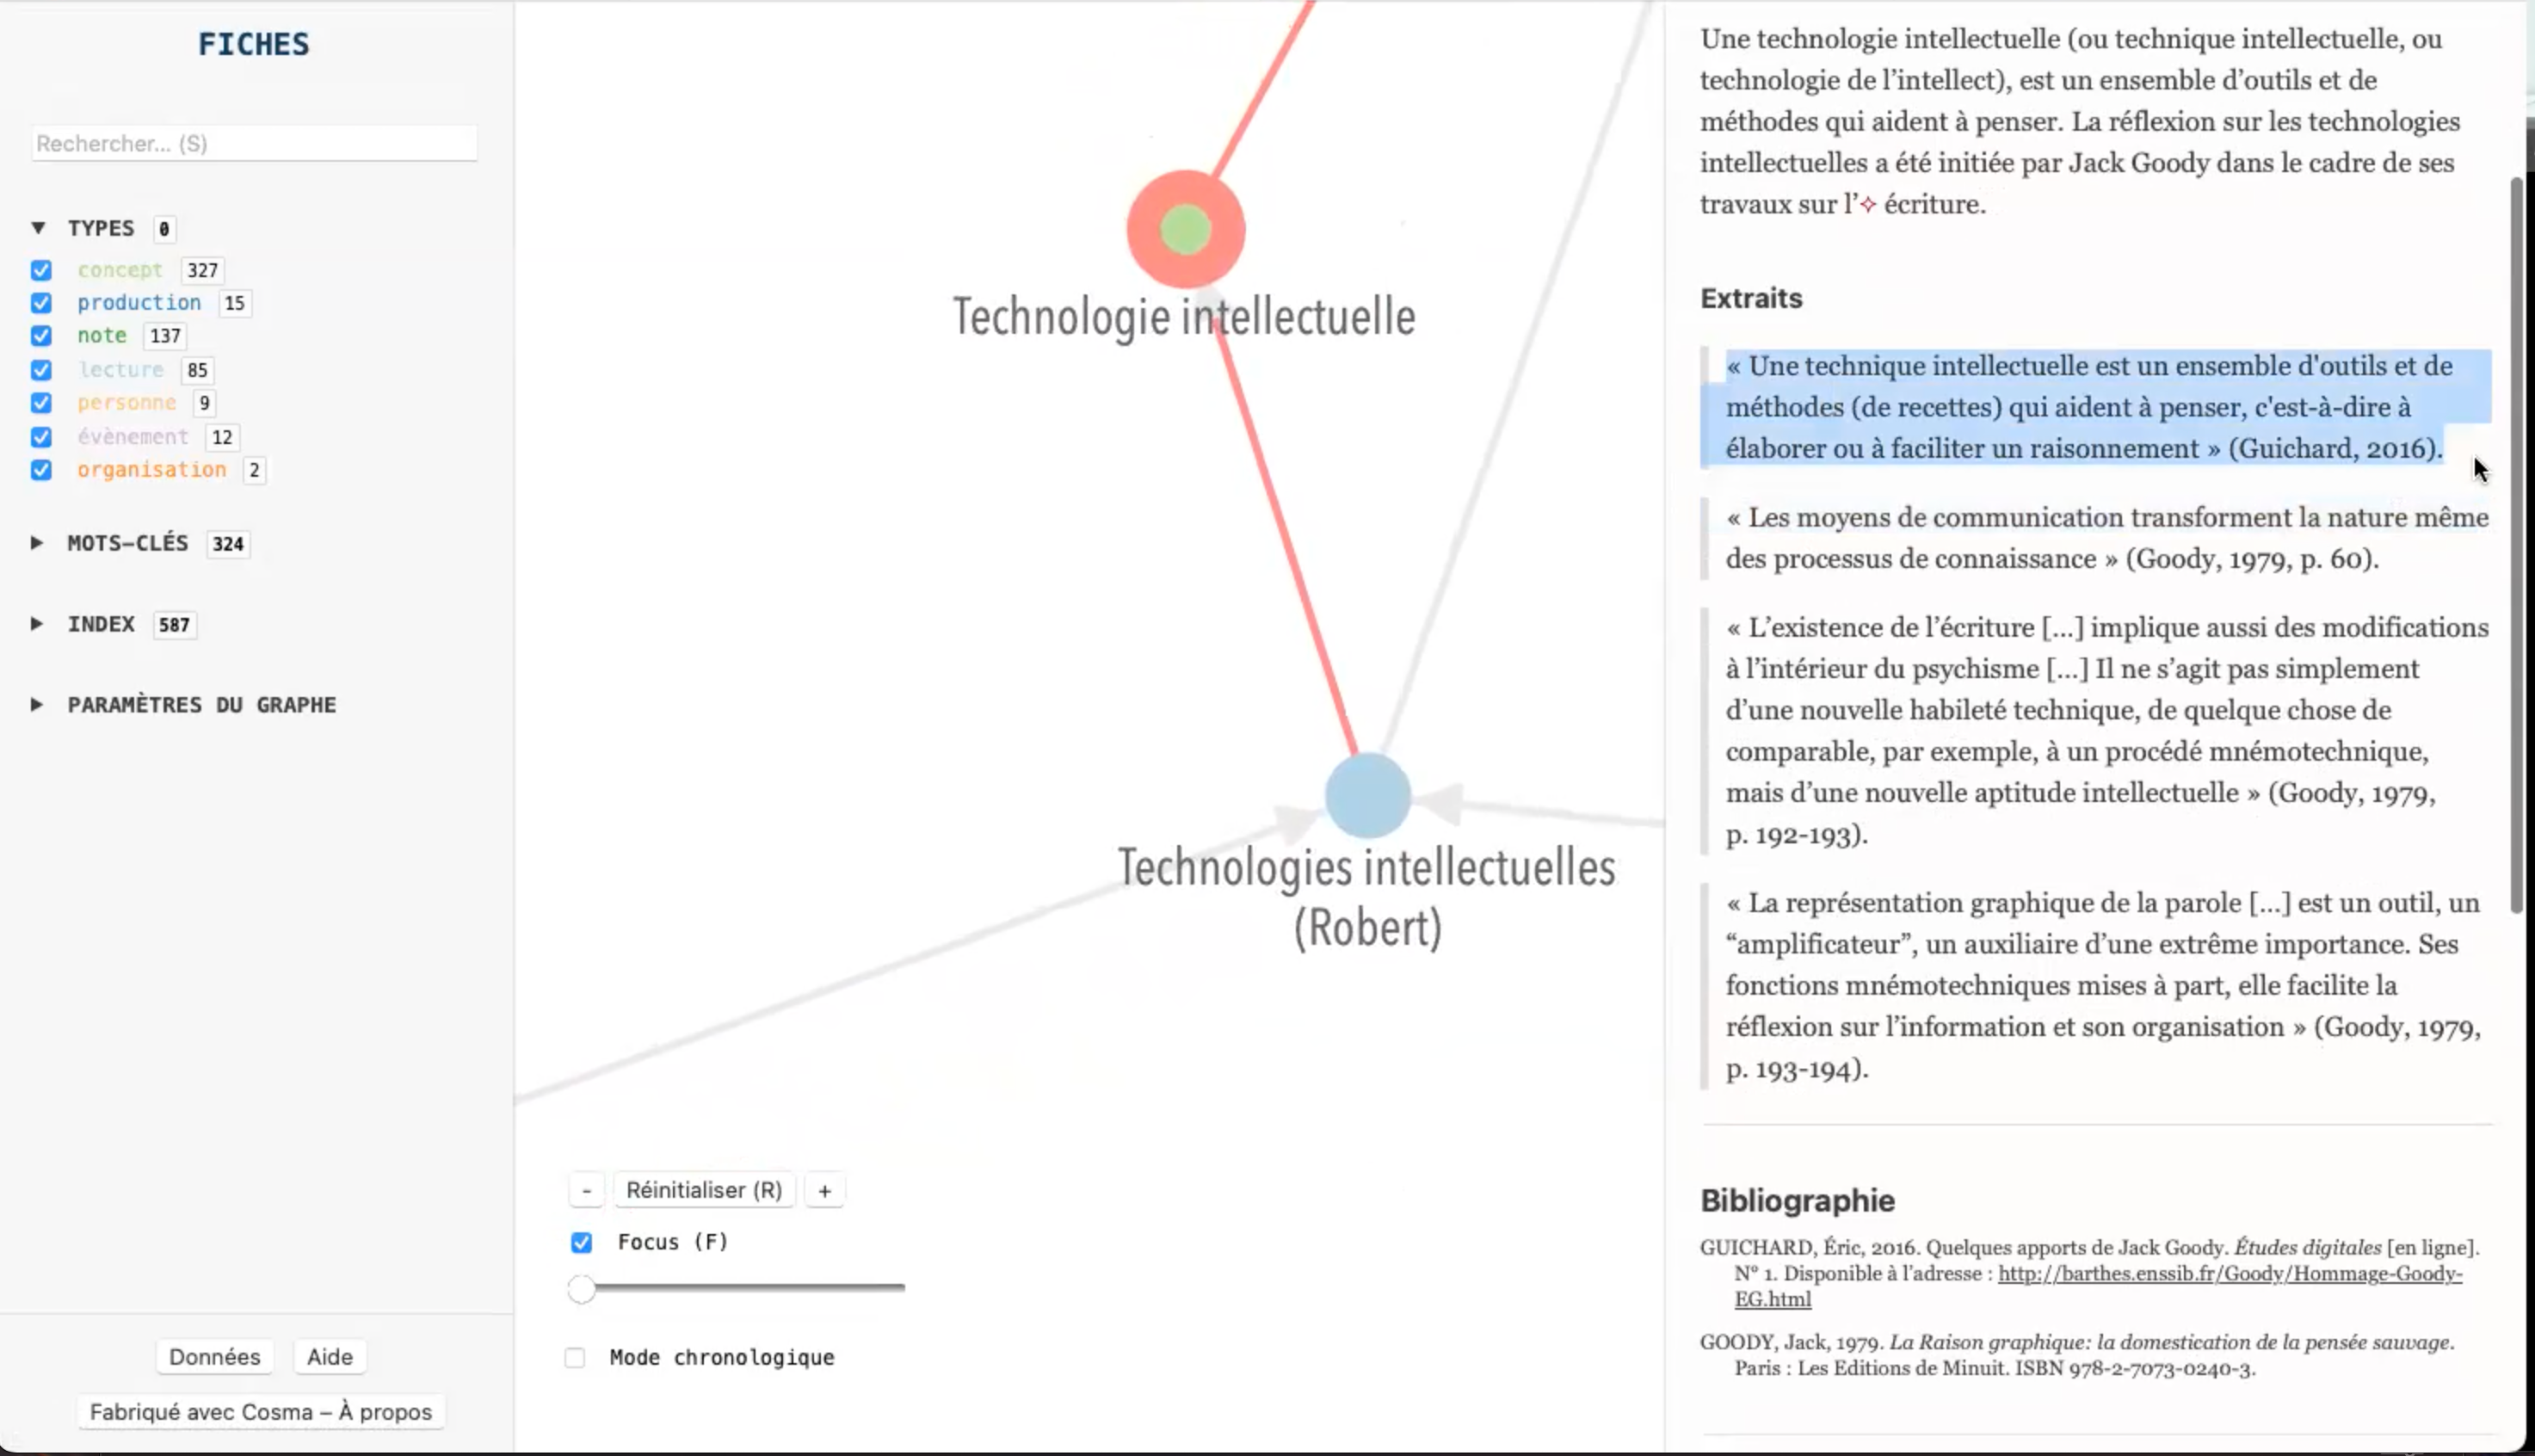 FICHES
Rechercher... (S)
▼ TYPES 0
concept 327
production 15
note 137
lecture 85
personne 9
évènement 12
organisation 2
▶ MOTS-CLÉS 324
▶ INDEX 587
▶ PARAMÈTRES DU GRAPHE
Données Aide
Fabriqué avec Cosma – À propos
Technologie intellectuelle
Technologies intellectuelles
(Robert)
- Réinitialiser (R) +
Focus (F)
Mode chronologique
Une technologie intellectuelle (ou technique intellectuelle, ou
technologie de l’intellect), est un ensemble d’outils et de
méthodes qui aident à penser. La réflexion sur les technologies
intellectuelles a été initiée par Jack Goody dans le cadre de ses
travaux sur l’✧ écriture.
Extraits
« Une technique intellectuelle est un ensemble d'outils et de
méthodes (de recettes) qui aident à penser, c'est-à-dire à
élaborer ou à faciliter un raisonnement » (Guichard, 2016).
« Les moyens de communication transforment la nature même
des processus de connaissance » (Goody, 1979, p. 60).
« L’existence de l’écriture [...] implique aussi des modifications
à l’intérieur du psychisme [...] Il ne s’agit pas simplement
d’une nouvelle habileté technique, de quelque chose de
comparable, par exemple, à un procédé mnémotechnique,
mais d’une nouvelle aptitude intellectuelle » (Goody, 1979,
p. 192-193).
« La représentation graphique de la parole [...] est un outil, un
“amplificateur”, un auxiliaire d’une extrême importance. Ses
fonctions mnémotechniques mises à part, elle facilite la
réflexion sur l’information et son organisation » (Goody, 1979,
p. 193-194).
Bibliographie
GUICHARD, Éric, 2016. Quelques apports de Jack Goody. Études digitales [en ligne].
N° 1. Disponible à l’adresse : http://barthes.enssib.fr/Goody/Hommage-Goody-
EG.html
GOODY, Jack, 1979. La Raison graphique: la domestication de la pensée sauvage.
Paris : Les Editions de Minuit. ISBN 978-2-7073-0240-3.